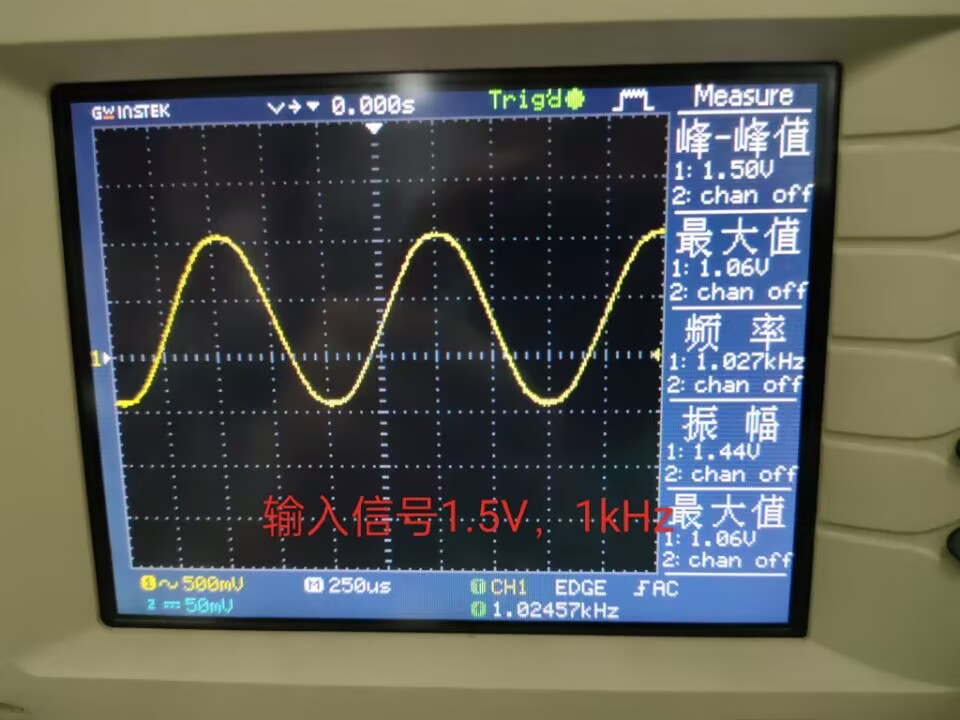 GWINSTEK 0.000s Trig'd Measure
峰-峰值
1: 1.50V
2: chan off
最大值
1: 1.06V
2: chan off
频率
1: 1.027kHz
2: chan off
振幅
1: 1.44V
2: chan off
最大值
1: 1.06V
2: chan off
1
输入信号1.5V，1kHz
1 500mV M 250us CH1 EDGE AC
2 50mV 1.02457kHz